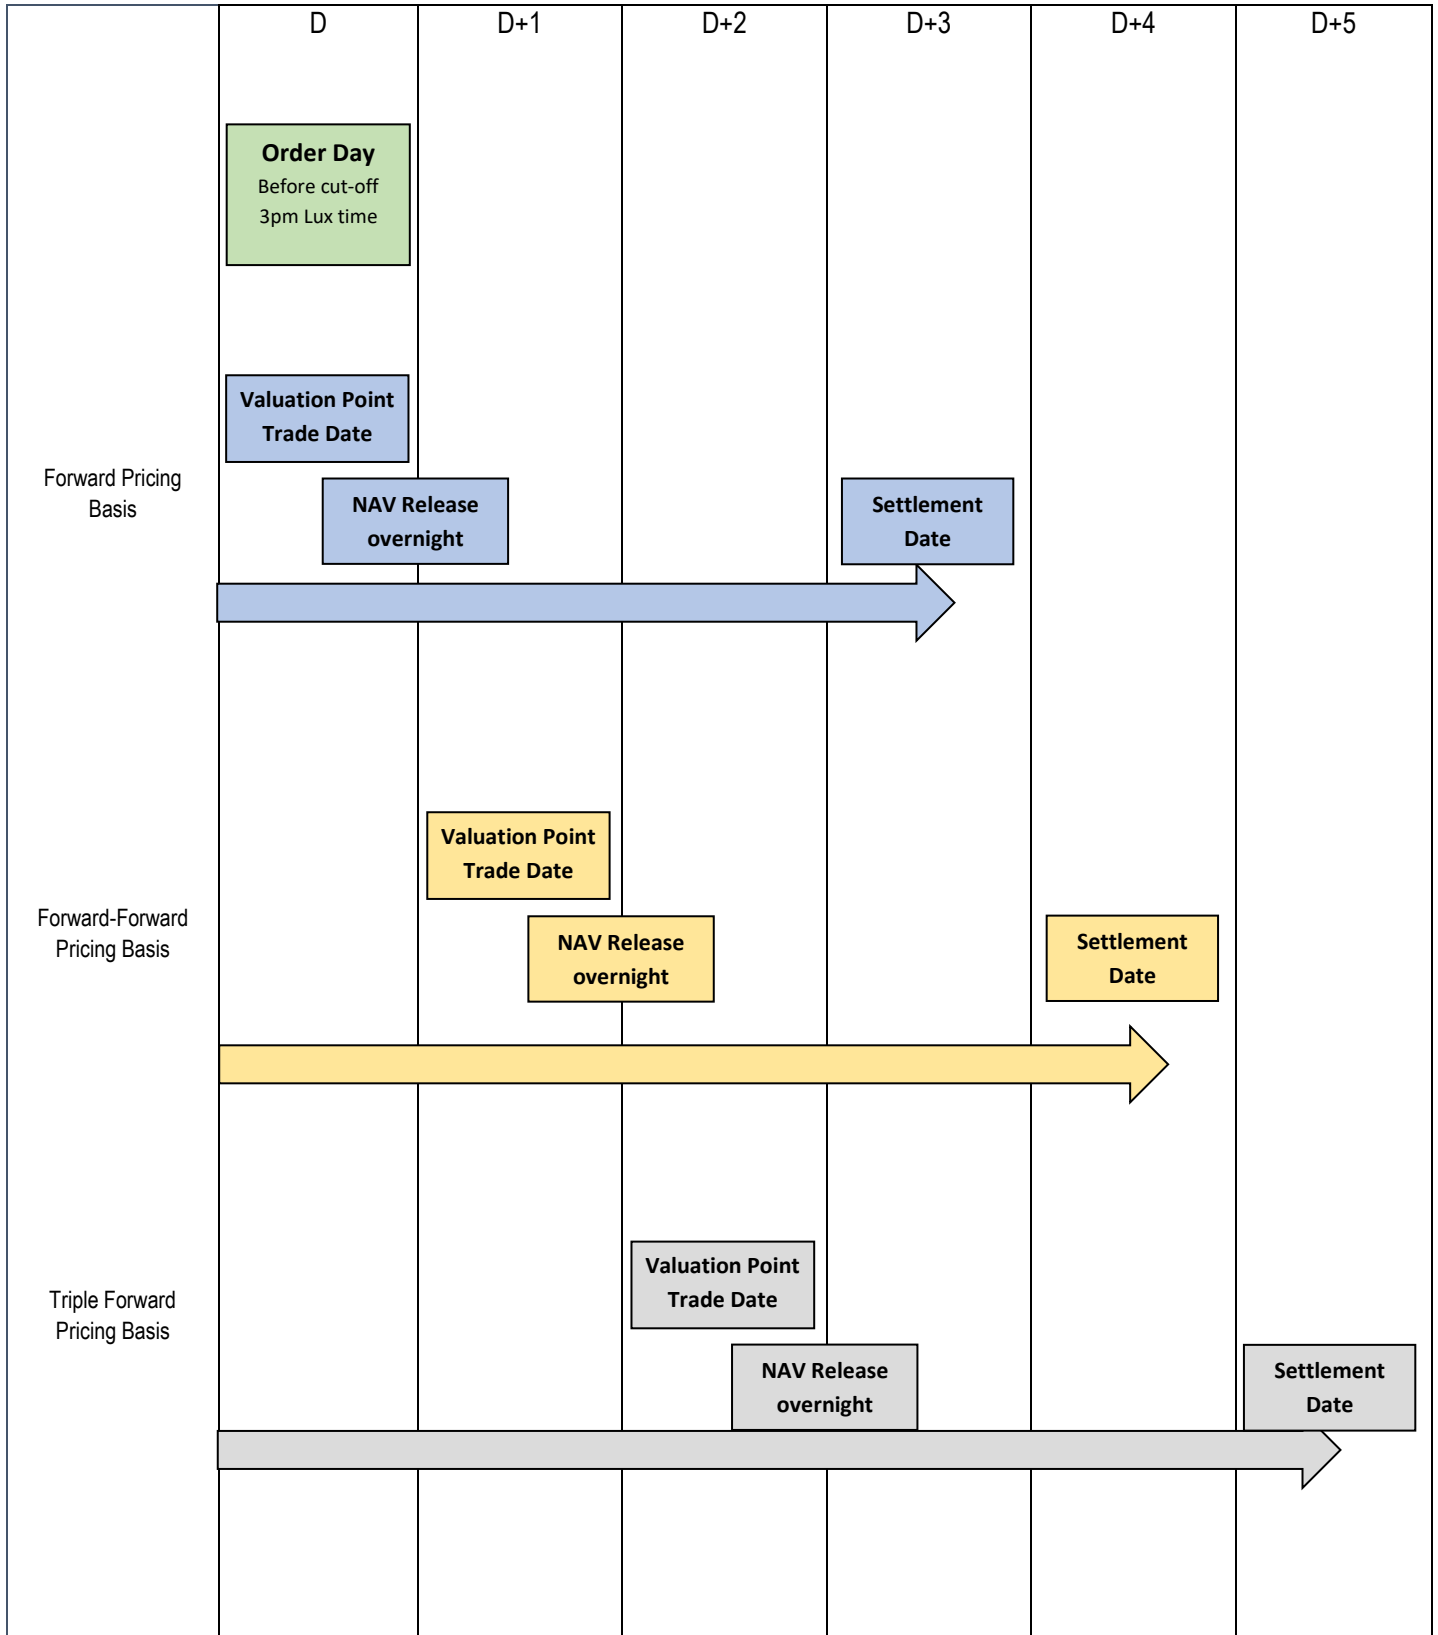 D
D+1
D+2
D+3
D+4
D+5
Order Day
Before cut-off
3pm Lux time
Forward Pricing
Basis
Valuation Point
Trade Date
NAV Release
overnight
Settlement
Date
Forward-Forward
Pricing Basis
Valuation Point
Trade Date
NAV Release
overnight
Settlement
Date
Triple Forward
Pricing Basis
Valuation Point
Trade Date
NAV Release
overnight
Settlement
Date